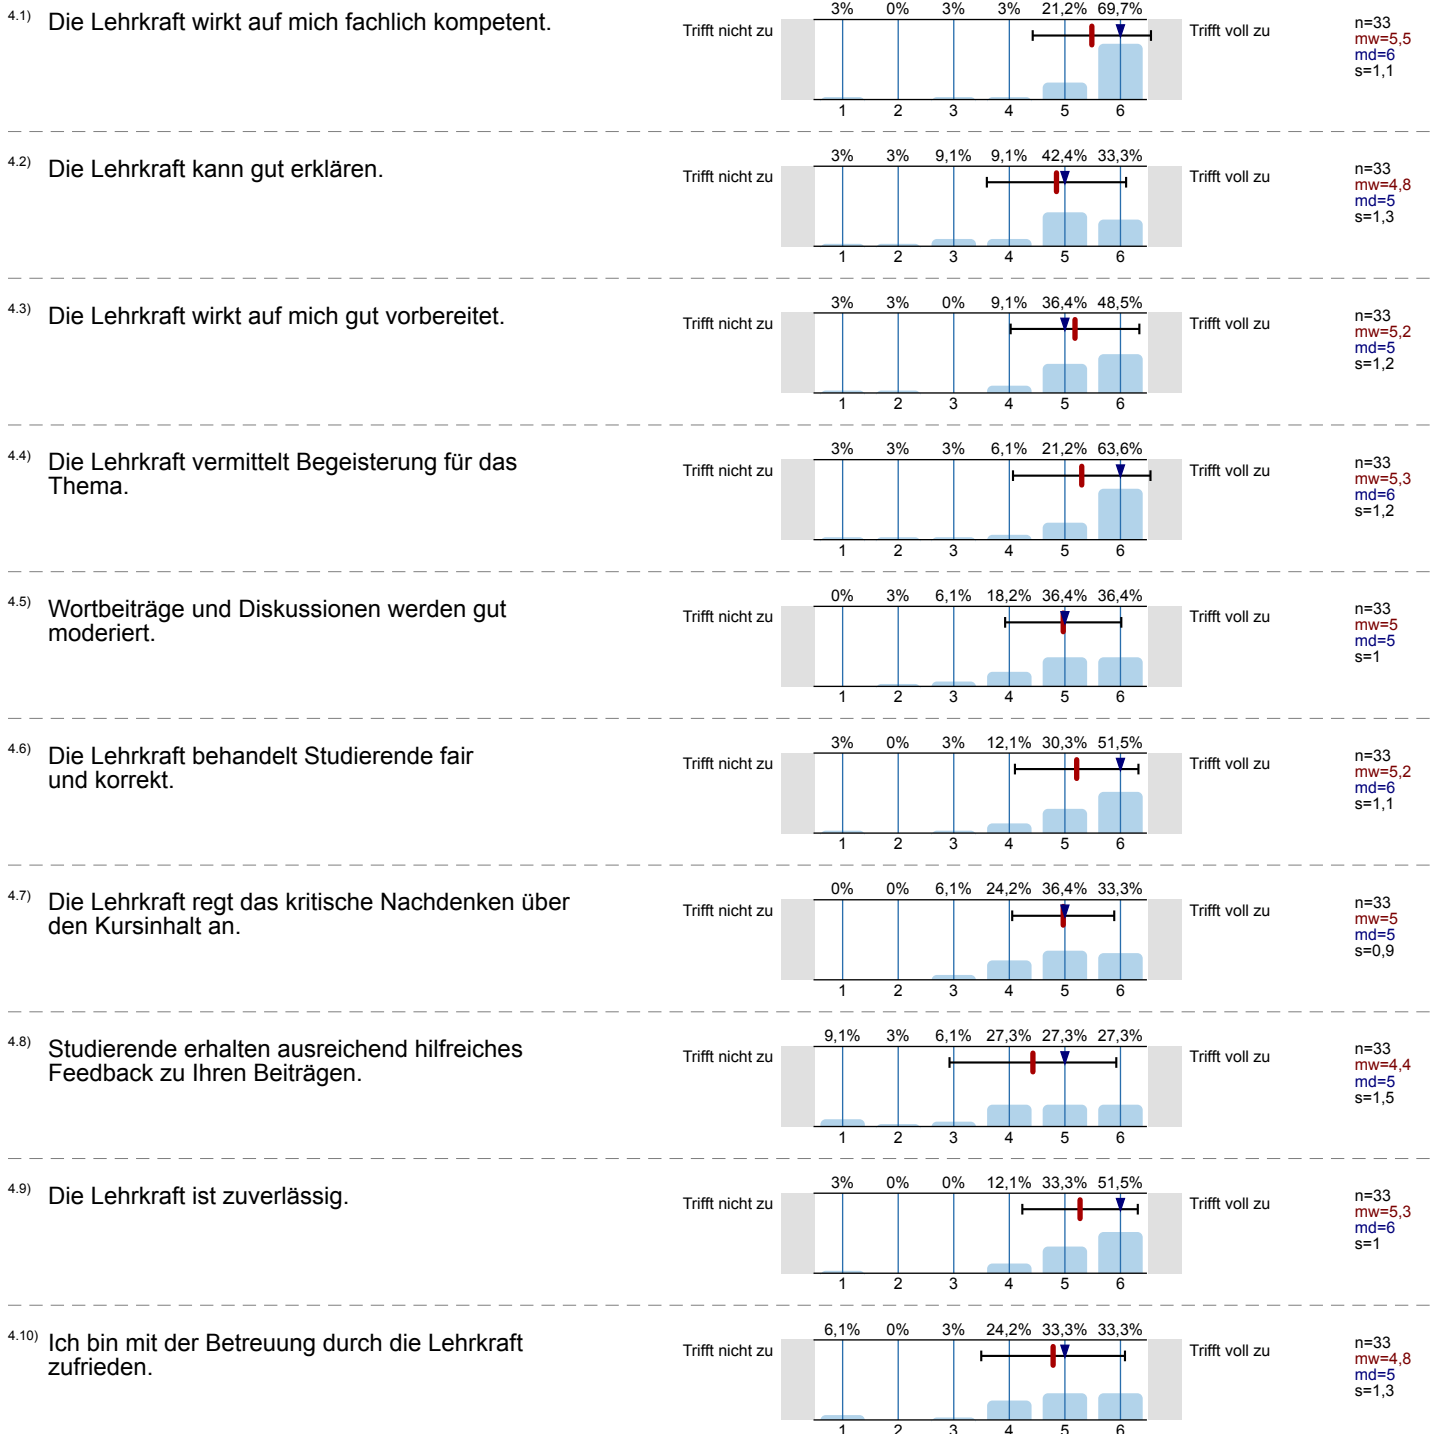 4.1) Die Lehrkraft wirkt auf mich fachlich kompetent.
Trifft nicht zu
3% 0% 3% 3% 21,2% 69,7%
1 2 3 4 5 6
Trifft voll zu
n=33
mw=5,5
md=6
s=1,1
4.2) Die Lehrkraft kann gut erklären.
Trifft nicht zu
3% 3% 9,1% 9,1% 42,4% 33,3%
1 2 3 4 5 6
Trifft voll zu
n=33
mw=4,8
md=5
s=1,3
4.3) Die Lehrkraft wirkt auf mich gut vorbereitet.
Trifft nicht zu
3% 3% 0% 9,1% 36,4% 48,5%
1 2 3 4 5 6
Trifft voll zu
n=33
mw=5,2
md=5
s=1,2
4.4) Die Lehrkraft vermittelt Begeisterung für das
Thema.
Trifft nicht zu
3% 3% 3% 6,1% 21,2% 63,6%
1 2 3 4 5 6
Trifft voll zu
n=33
mw=5,3
md=6
s=1,2
4.5) Wortbeiträge und Diskussionen werden gut
moderiert.
Trifft nicht zu
0% 3% 6,1% 18,2% 36,4% 36,4%
1 2 3 4 5 6
Trifft voll zu
n=33
mw=5
md=5
s=1
4.6) Die Lehrkraft behandelt Studierende fair
und korrekt.
Trifft nicht zu
3% 0% 3% 12,1% 30,3% 51,5%
1 2 3 4 5 6
Trifft voll zu
n=33
mw=5,2
md=6
s=1,1
4.7) Die Lehrkraft regt das kritische Nachdenken über
den Kursinhalt an.
Trifft nicht zu
0% 0% 6,1% 24,2% 36,4% 33,3%
1 2 3 4 5 6
Trifft voll zu
n=33
mw=5
md=5
s=0,9
4.8) Studierende erhalten ausreichend hilfreiches
Feedback zu Ihren Beiträgen.
Trifft nicht zu
9,1% 3% 6,1% 27,3% 27,3% 27,3%
1 2 3 4 5 6
Trifft voll zu
n=33
mw=4,4
md=5
s=1,5
4.9) Die Lehrkraft ist zuverlässig.
Trifft nicht zu
3% 0% 0% 12,1% 33,3% 51,5%
1 2 3 4 5 6
Trifft voll zu
n=33
mw=5,3
md=6
s=1
4.10) Ich bin mit der Betreuung durch die Lehrkraft
zufrieden.
Trifft nicht zu
6,1% 0% 3% 24,2% 33,3% 33,3%
1 2 3 4 5 6
Trifft voll zu
n=33
mw=4,8
md=5
s=1,3